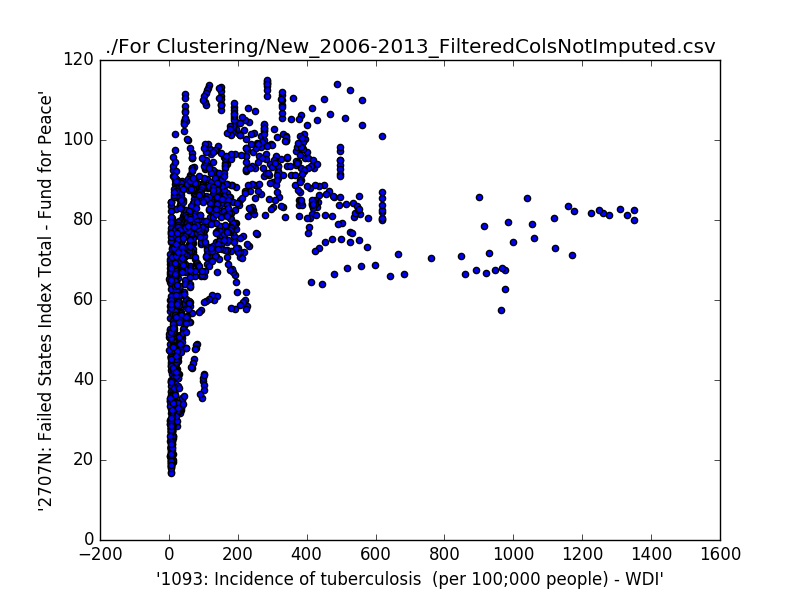 ./For Clustering/New_2006-2013_FilteredColsNotImputed.csv
120
100
80
60
40
20
0
'2707N: Failed States Index Total - Fund for Peace'
−200 0 200 400 600 800 1000 1200 1400 1600
'1093: Incidence of tuberculosis  (per 100;000 people) - WDI'